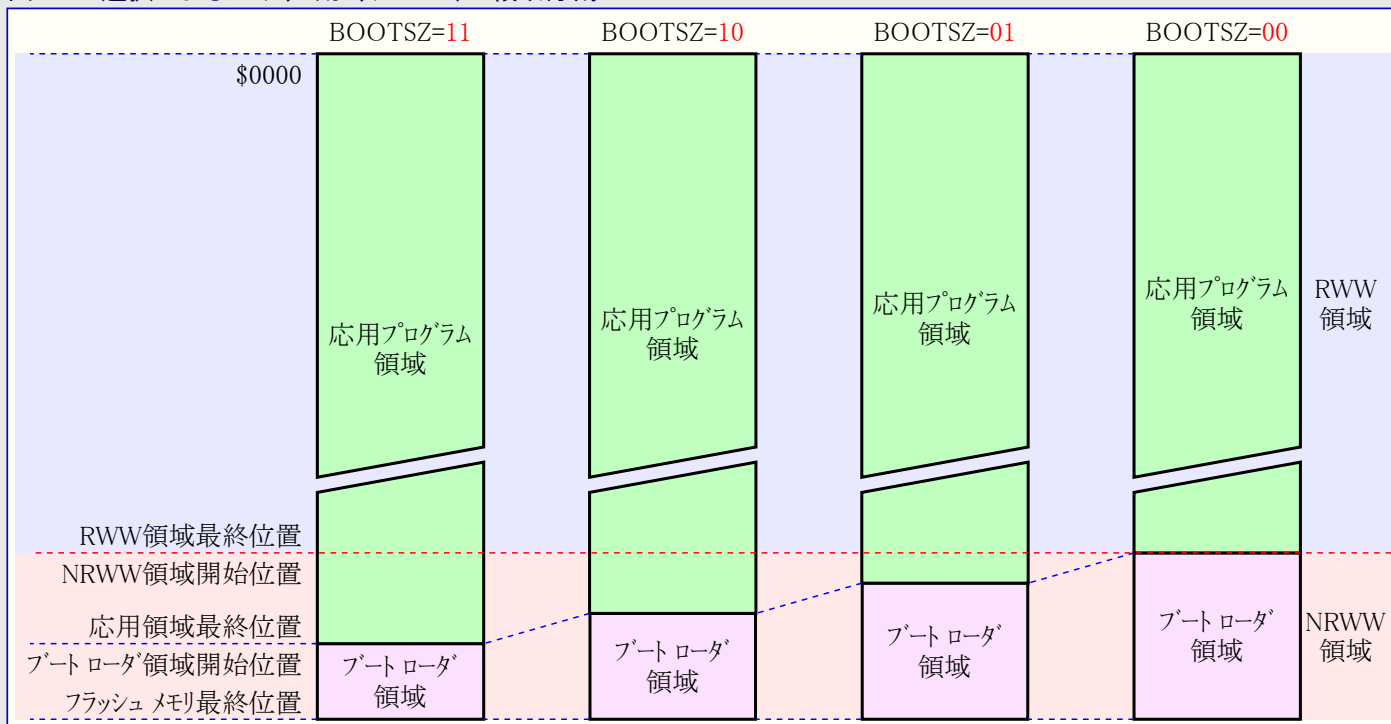 BOOTSZ=11
BOOTSZ=10
BOOTSZ=01
BOOTSZ=00
$0000
応用プログラム
領域
応用プログラム
領域
応用プログラム
領域
応用プログラム
領域
RWW
領域
RWW領域最終位置
NRWW領域開始位置
応用領域最終位置
ブート ローダ領域開始位置
フラッシュ メモリ最終位置
ブート ローダ
領域
ブート ローダ
領域
ブート ローダ
領域
ブート ローダ
領域
NRWW
領域